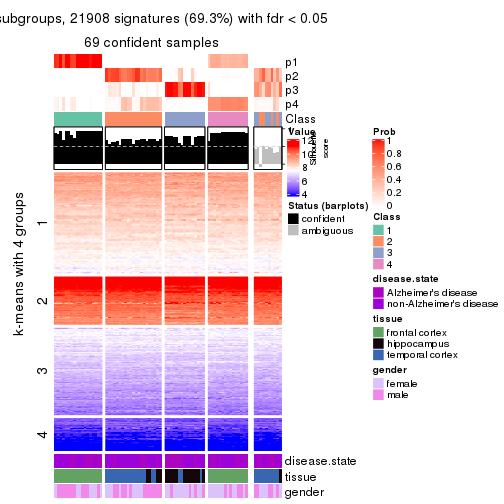 subgroups, 21908 signatures (69.3%) with fdr < 0.05
69 confident samples
p1
p2
p3
p4
Class
Silhouette
score
1
2
3
4
k-means with 4 groups
disease.state
tissue
gender
Value
12
10
8
6
4
Status (barplots)
confident
ambiguous
Prob
1
0.8
0.6
0.4
0.2
0
Class
1
2
3
4
disease.state
Alzheimer's disease
non-Alzheimer's disease
tissue
frontal cortex
hippocampus
temporal cortex
gender
female
male